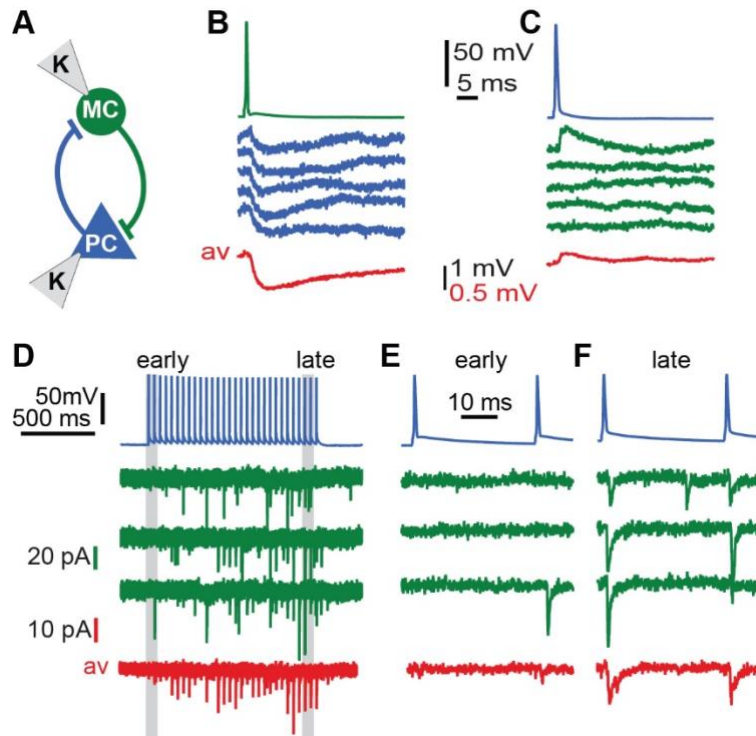 A
B
C
K
MC
PC
K
50 mV
5 ms
av
1 mV
0.5 mV
D
E
F
early
late
early
late
50mV
500 ms
10 ms
20 pA
10 pA
av